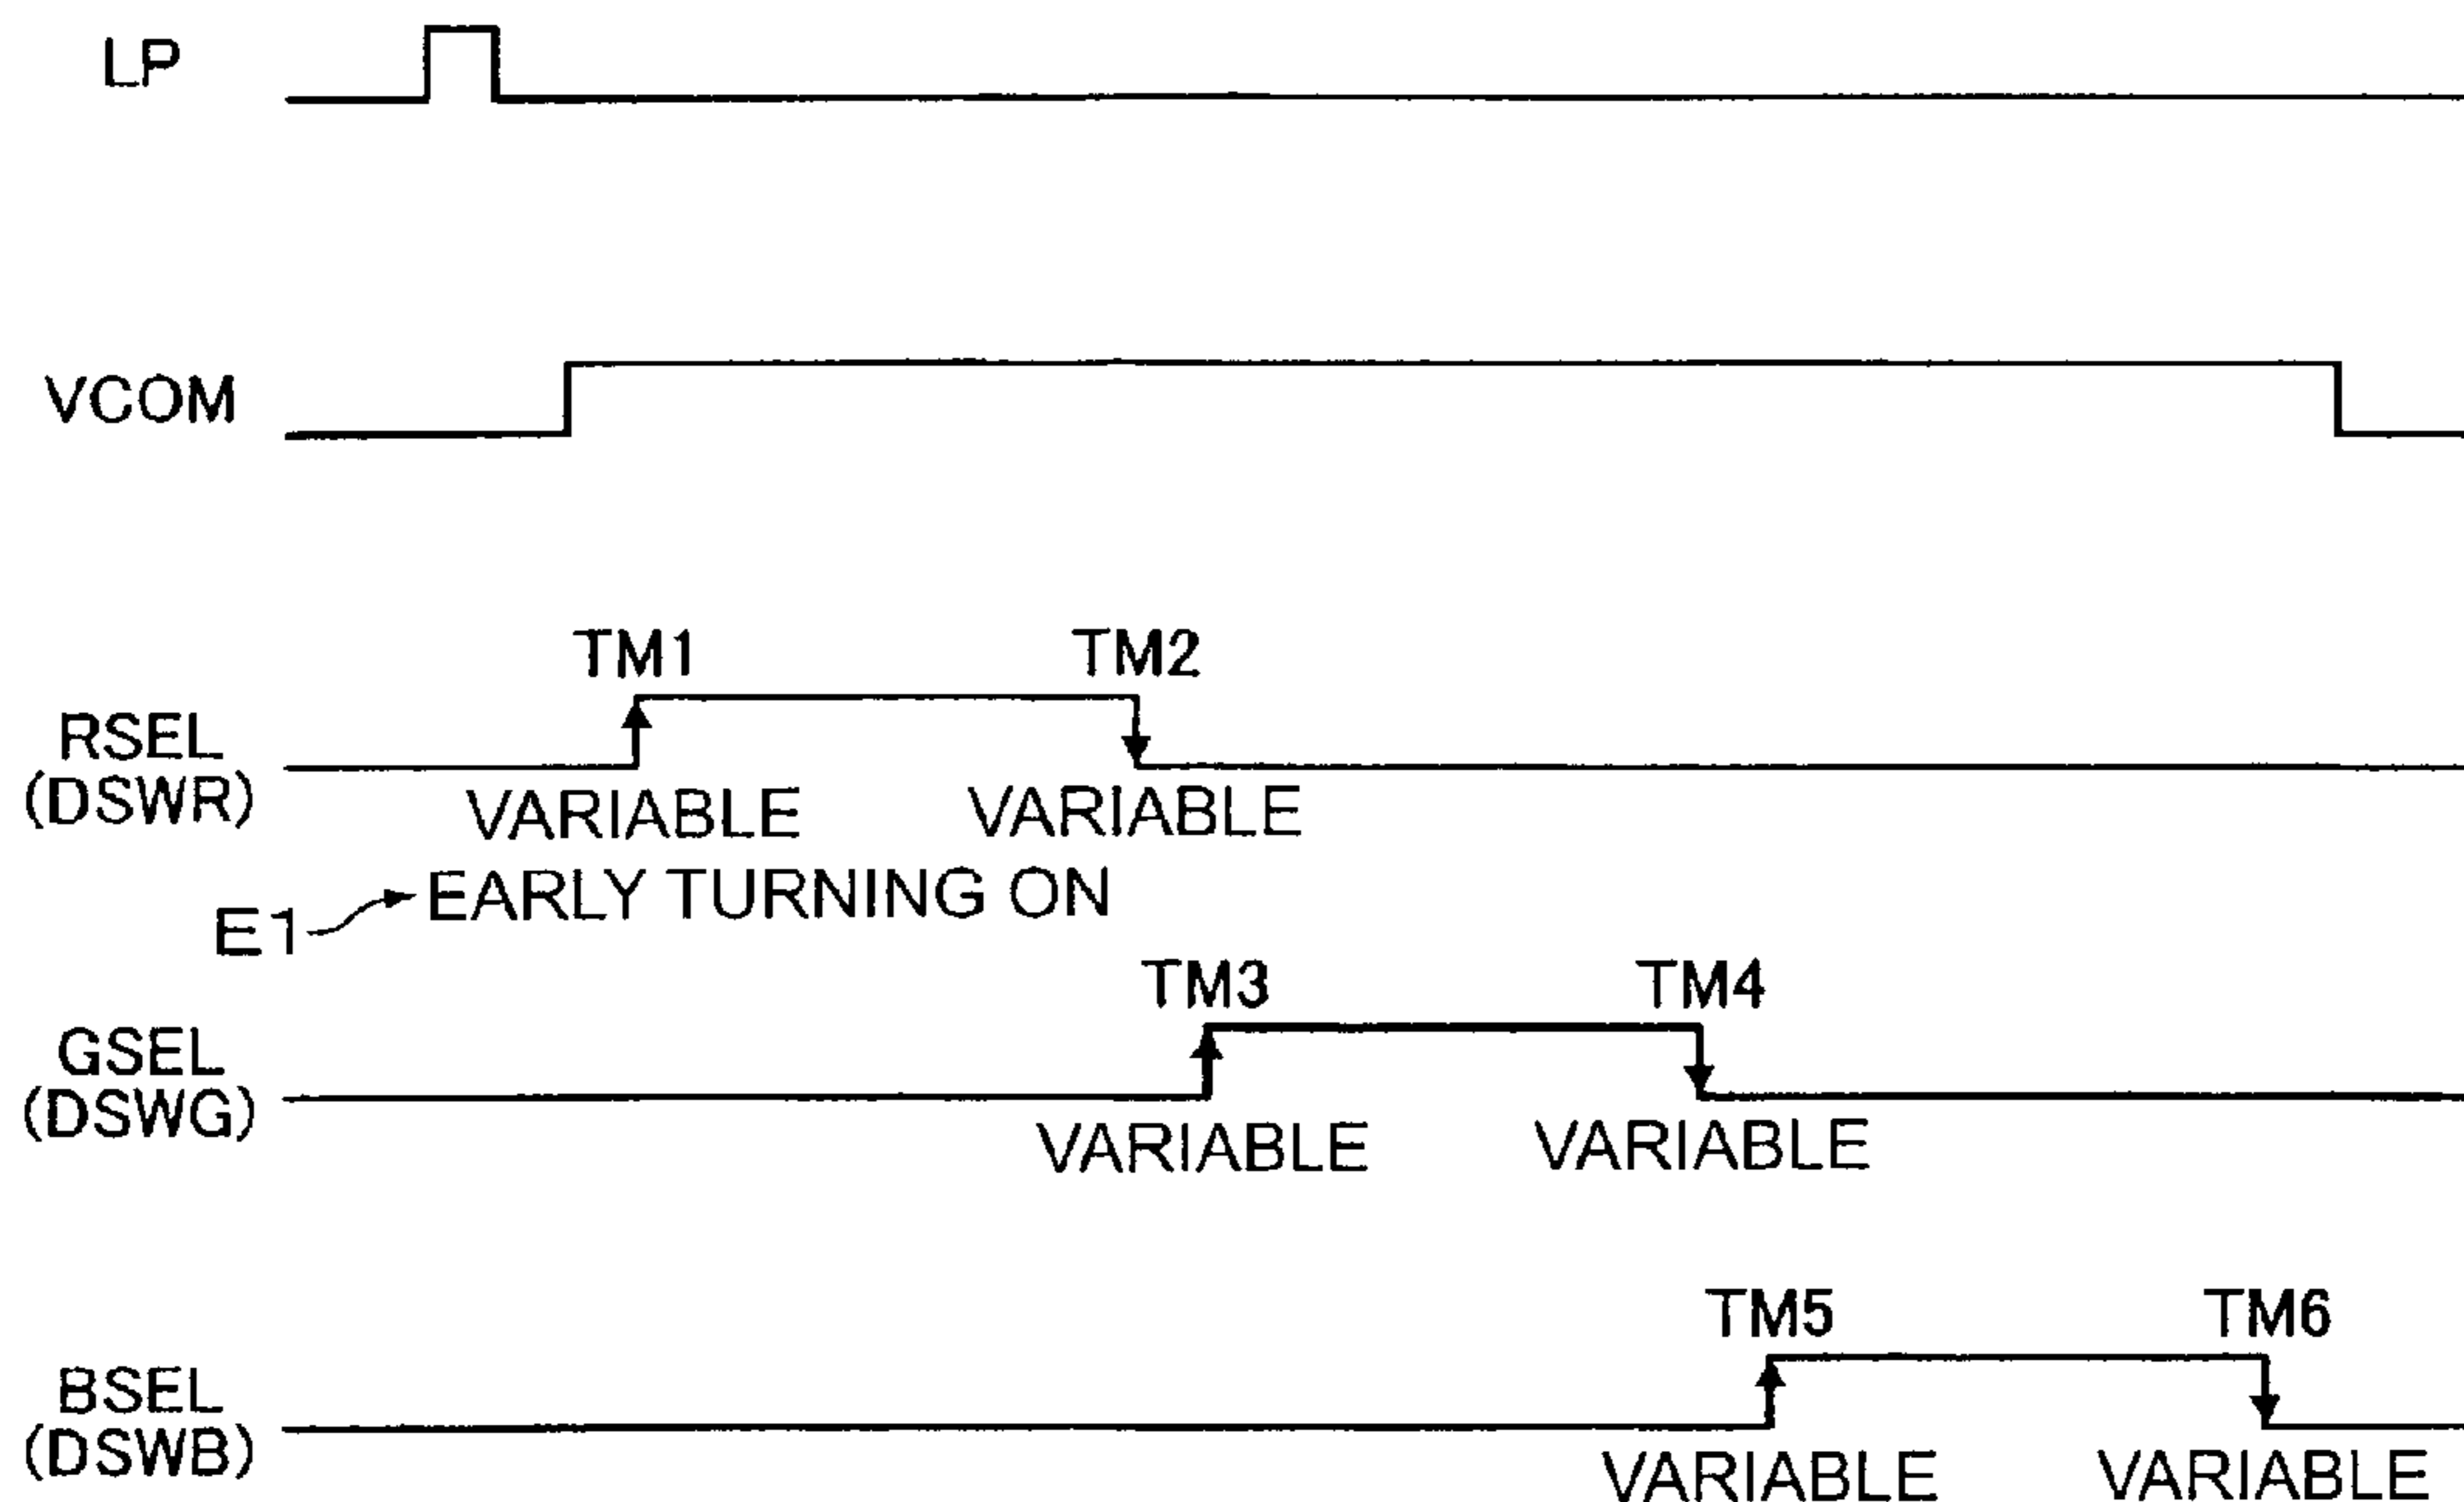 LP
VCOM
TM1 TM2
RSEL
(DSWR)
VARIABLE VARIABLE
E1 EARLY TURNING ON
TM3 TM4
GSEL
(DSWG)
VARIABLE VARIABLE
TM5 TM6
BSEL
(DSWB)
VARIABLE VARIABLE